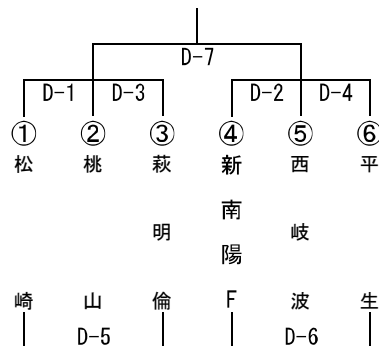 D-7
D-1 D-3 D-2 D-4
① ② ③ ④ ⑤ ⑥
松崎
桃山
萩明倫
新南陽F
西岐波
平生
D-5 D-6